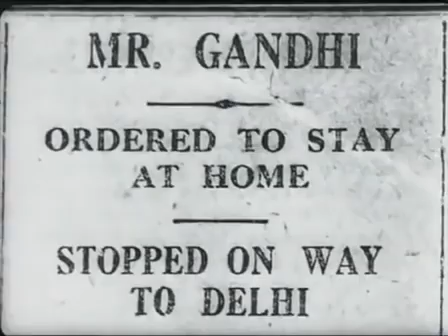 MR. GANDHI
ORDERED TO STAY
AT HOME
STOPPED ON WAY
TO DELHI